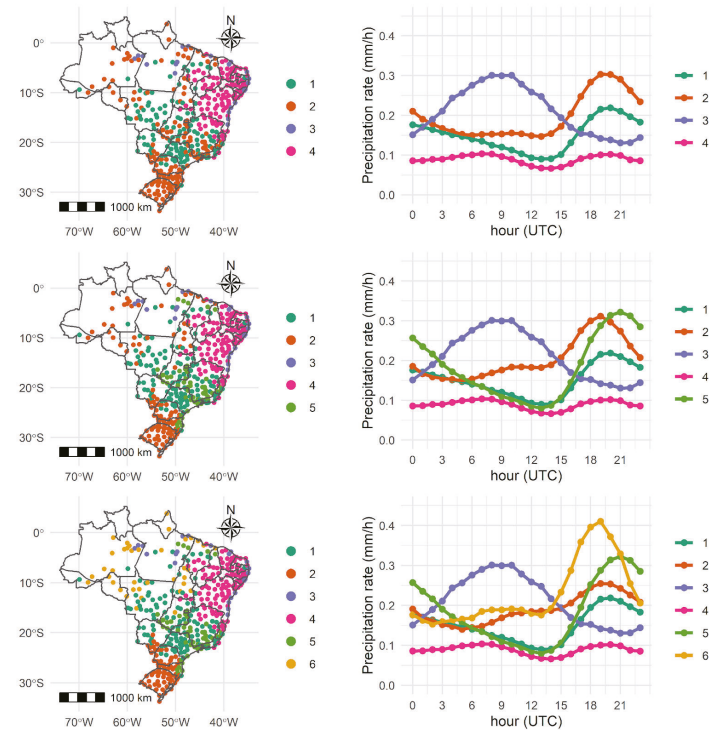 N
0°
10°S
20°S
30°S
1000 km
70°W 60°W 50°W 40°W
1
2
3
4
Precipitation rate (mm/h)
0.4
0.3
0.2
0.1
0.0
0 3 6 9 12 15 18 21
hour (UTC)
1
2
3
4
N
0°
10°S
20°S
30°S
1000 km
70°W 60°W 50°W 40°W
1
2
3
4
5
Precipitation rate (mm/h)
0.4
0.3
0.2
0.1
0.0
0 3 6 9 12 15 18 21
hour (UTC)
1
2
3
4
5
N
0°
10°S
20°S
30°S
1000 km
70°W 60°W 50°W 40°W
1
2
3
4
5
6
Precipitation rate (mm/h)
0.4
0.3
0.2
0.1
0.0
0 3 6 9 12 15 18 21
hour (UTC)
1
2
3
4
5
6